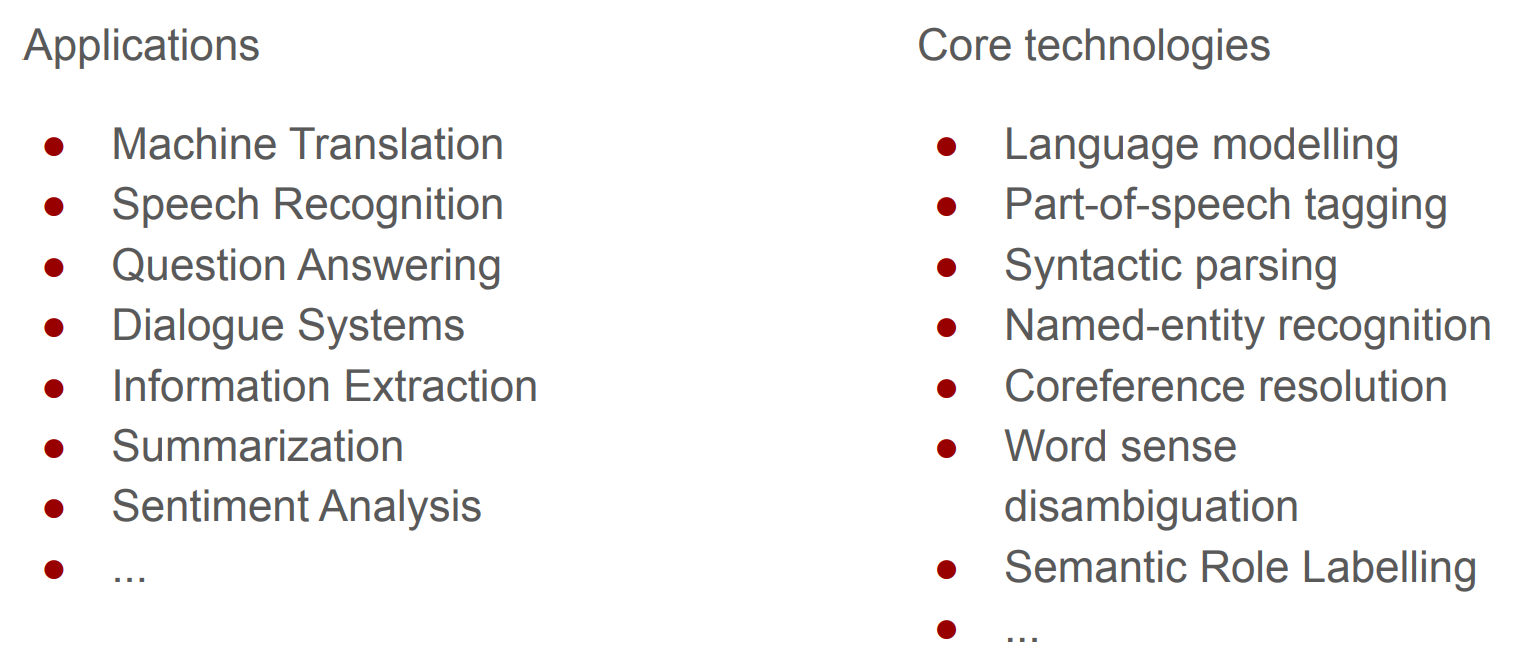 Applications
● Machine Translation
● Speech Recognition
● Question Answering
● Dialogue Systems
● Information Extraction
● Summarization
● Sentiment Analysis
● ...
Core technologies
● Language modelling
● Part-of-speech tagging
● Syntactic parsing
● Named-entity recognition
● Coreference resolution
● Word sense
disambiguation
● Semantic Role Labelling
● ...